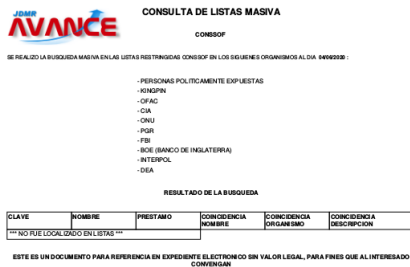 JDMR
AVANCE
CONSULTA DE LISTAS MASIVA
CONSSOF
SE REALIZO LA BUSQUEDA MASIVA EN LAS LISTAS RESTRINGIDAS CONSSOF EN LOS SIGUIENES ORGANISMOS AL DIA 04/06/2020 :
- PERSONAS POLITICAMENTE EXPUESTAS
- KINGPIN
- OFAC
- CIA
- ONU
- PGR
- FBI
- BOE (BANCO DE INGLATERRA)
- INTERPOL
- DEA
RESULTADO DE LA BUSQUEDA
CLAVE NOMBRE PRESTAMO COINCIDENCIA NOMBRE COINCIDENCIA ORGANISMO COINCIDENCIA DESCRIPCION
*** NO FUE LOCALIZADO EN LISTAS ***
ESTE ES UN DOCUMENTO PARA REFERENCIA EN EXPEDIENTE ELECTRONICO SIN VALOR LEGAL, PARA FINES QUE AL INTERESADO
CONVENGAN